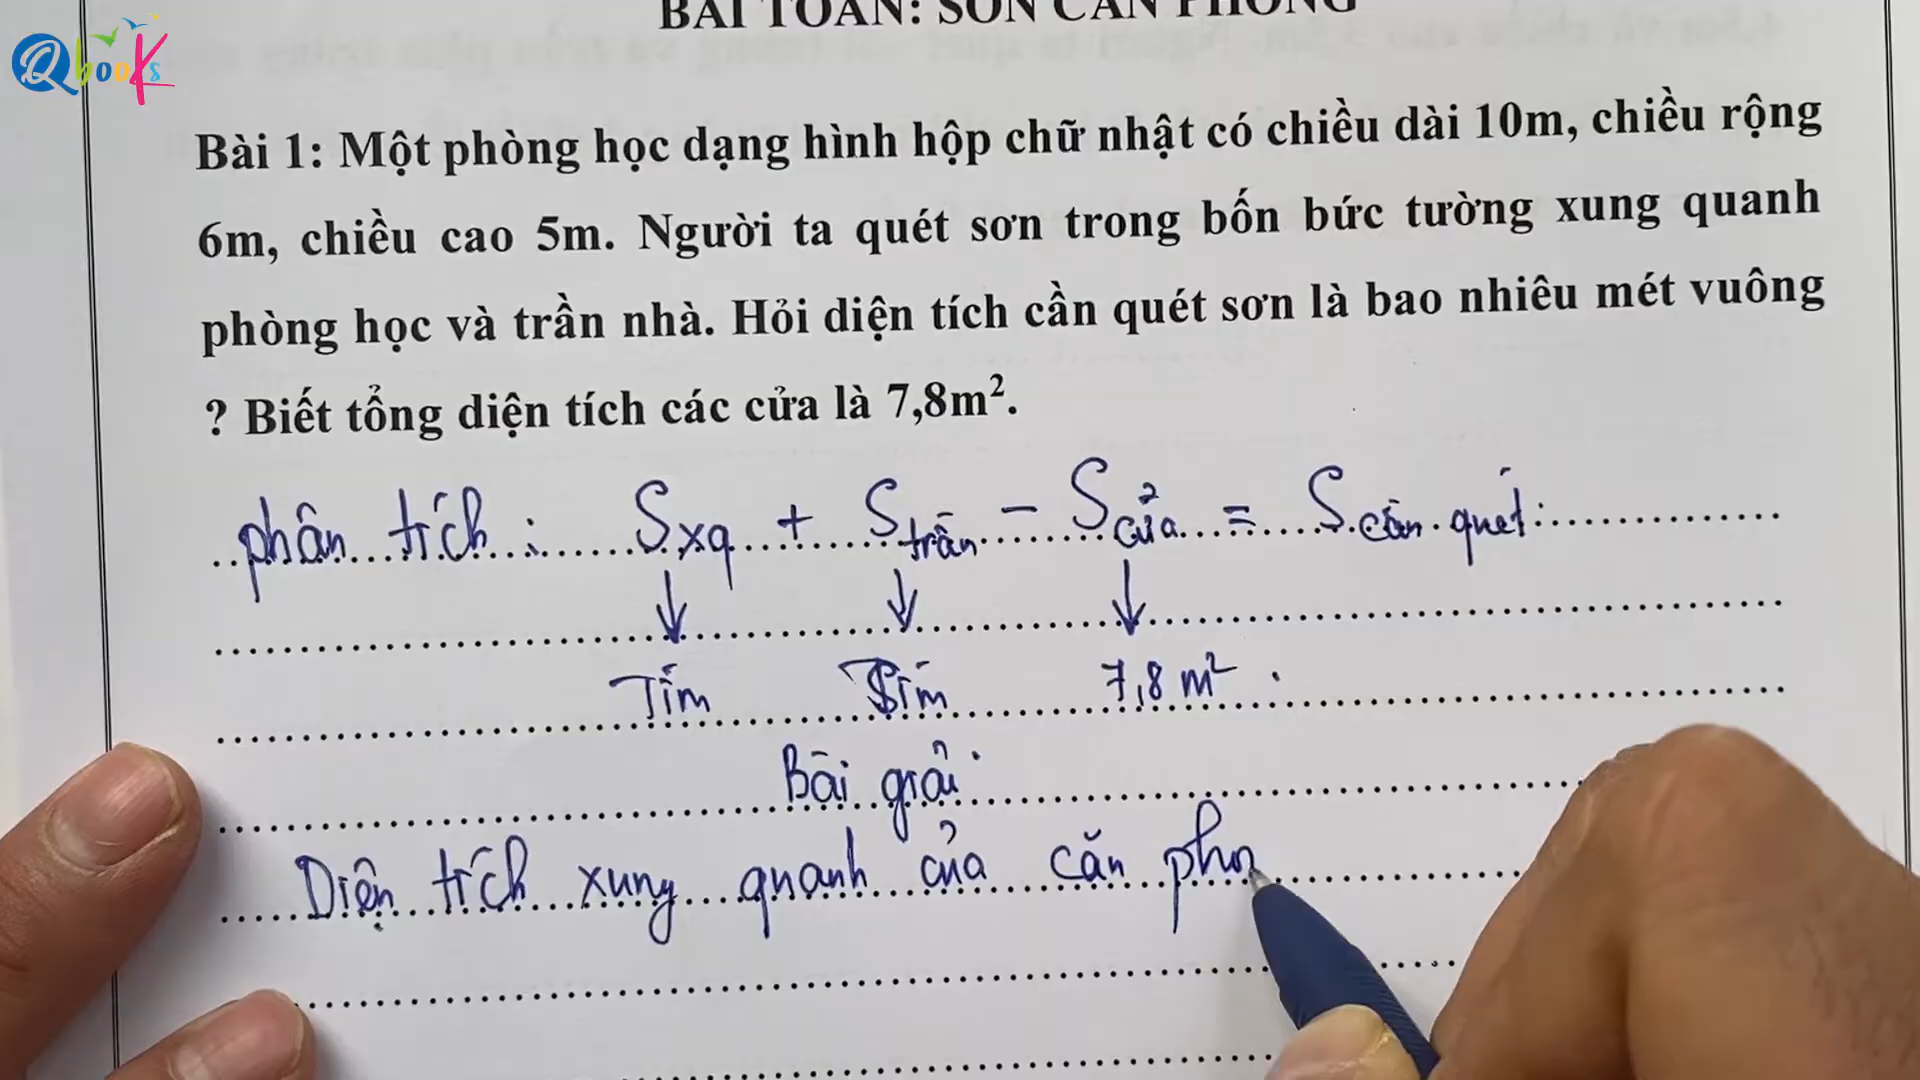 BÀI TOÁN: SƠN CĂN PHÒNG
Qbooks
Bài 1: Một phòng học dạng hình hộp chữ nhật có chiều dài 10m, chiều rộng
6m, chiều cao 5m. Người ta quét sơn trong bốn bức tường xung quanh
phòng học và trần nhà. Hỏi diện tích cần quét sơn là bao nhiêu mét vuông
? Biết tổng diện tích các cửa là 7,8m².
phân tích : Sxq + Strần - Scửa = Scần quét.
Tìm Tìm 7,8 m²
Bài giải
Diện tích xung quanh của căn pho